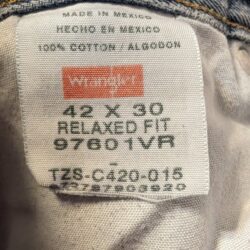 MADE IN MEXICO
HECHO EN MEXICO
100% COTTON / ALGODON
Wrangler
42 X 30
RELAXED FIT
97601VR
-
TZS-C420-015